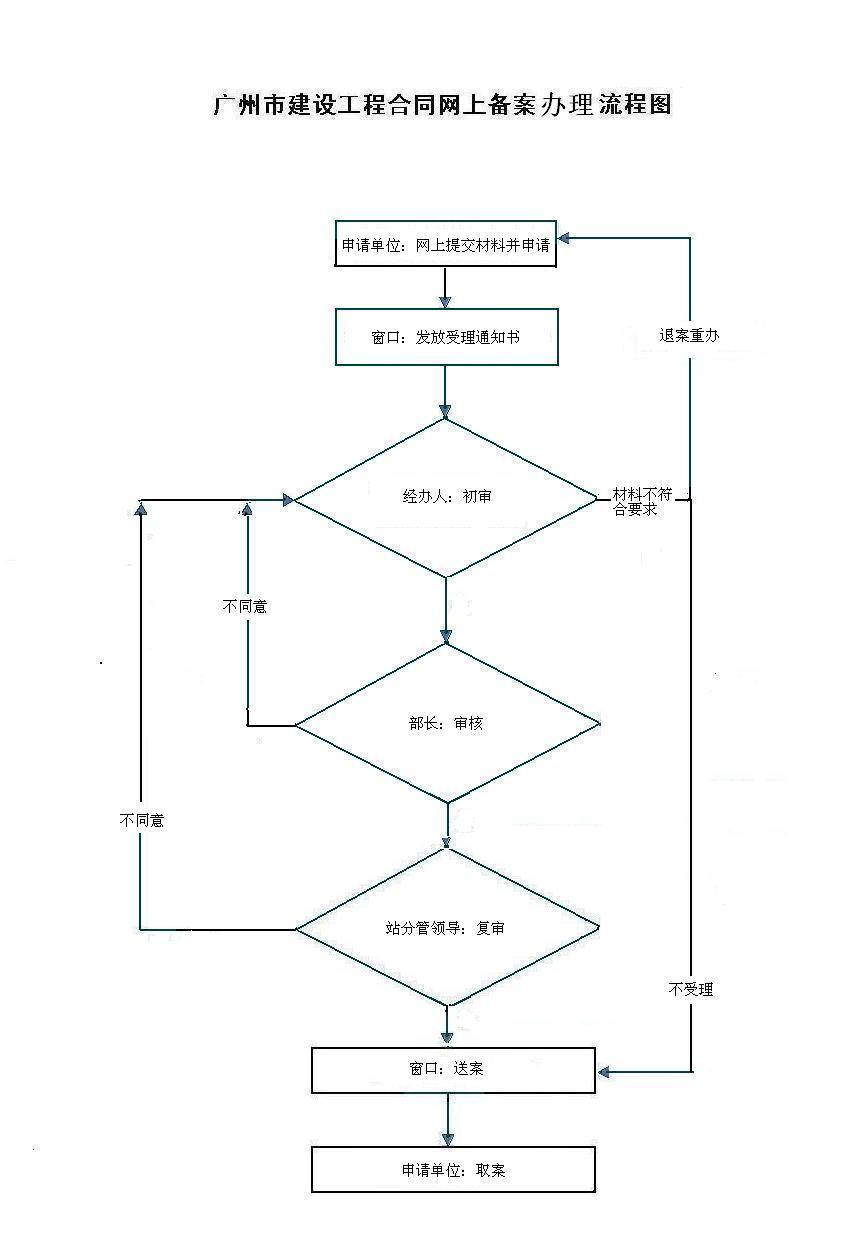 广州市建设工程合同网上备案办理流程图
申请单位：网上提交材料并申请
窗口：发放受理通知书
退案重办
经办人：初审
材料不符
合要求
不同意
部长：审核
不同意
站分管领导：复审
不受理
窗口：送案
申请单位：取案